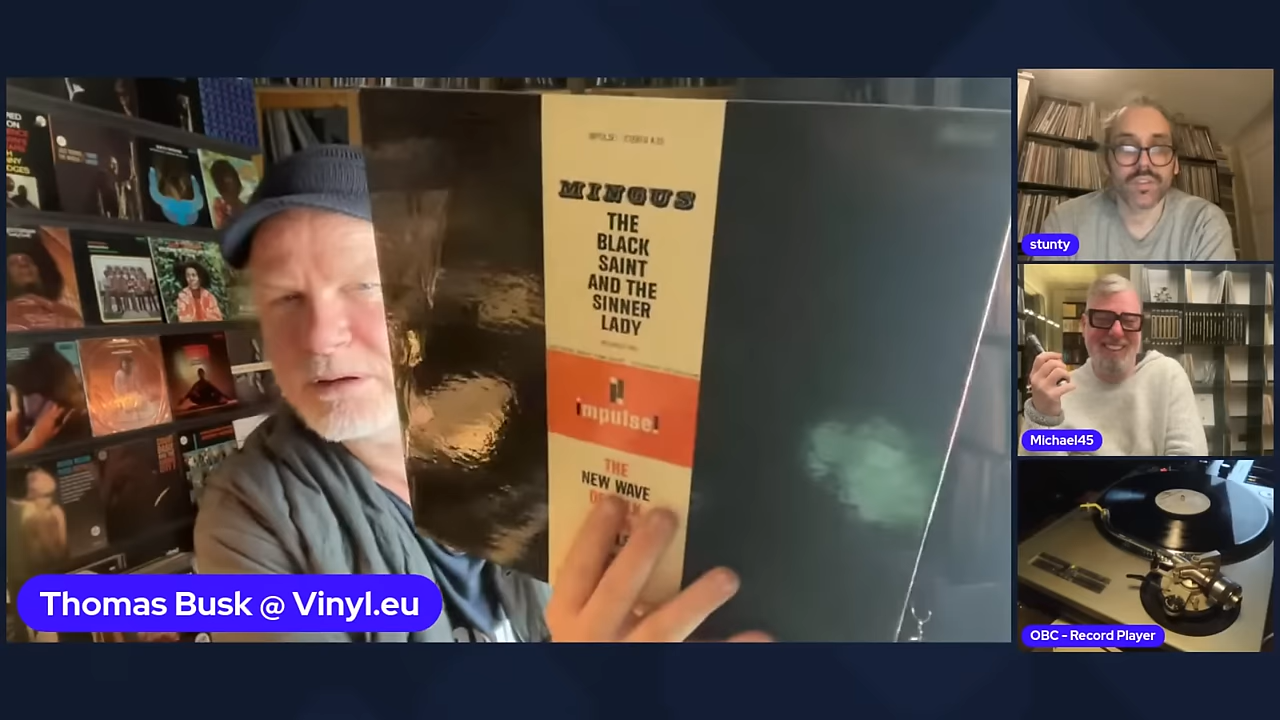 MINGUS
THE
BLACK
SAINT
AND THE
SINNER
LADY
impulse!
THE
NEW WAVE
Thomas Busk @ Vinyl.eu
stunty
Michael45
OBC - Record Player